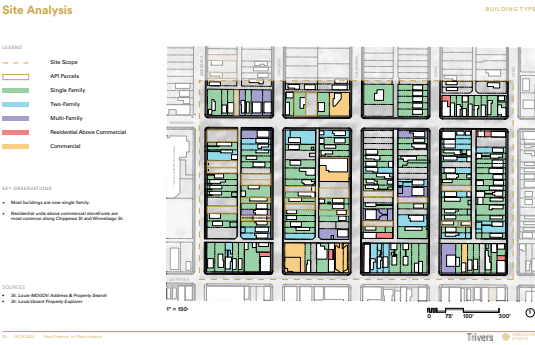 Site Analysis
BUILDING TYPE
LEGEND
Site Scope
API Parcels
Single Family
Two-Family
Multi-Family
Residential Above Commercial
Commercial
KEY OBSERVATIONS
• Most buildings are now single family.
• Residential units above commercial storefronts are
most common along Chippewa St and Winnebago St.
SOURCES
• St. Louis-MOGOV, Address & Property Search
• St. Louis Vacant Property Explorer
1" = 150'
0 75' 150' 300'
Trivers